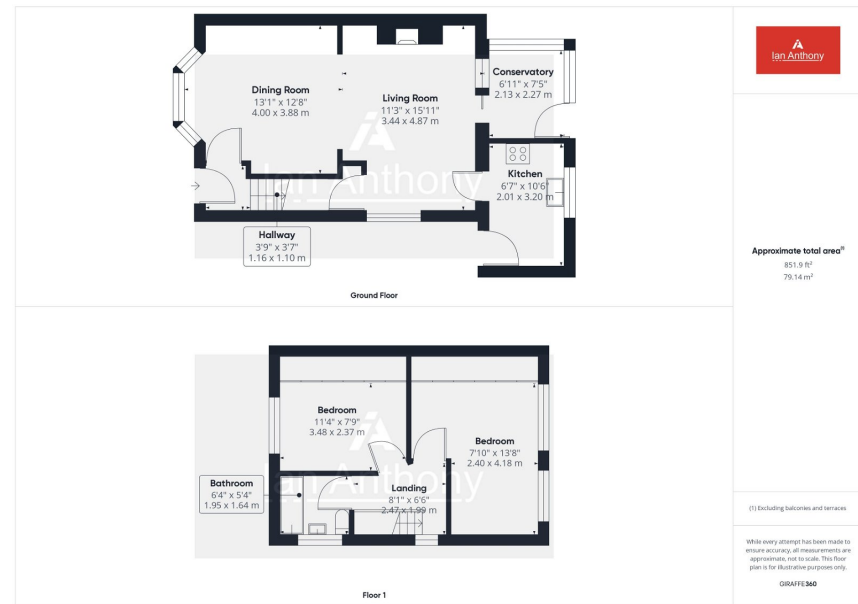 Dining Room
13'1" x 12'8"
4.00 x 3.88 m
Living Room
11'3" x 15'11"
3.44 x 4.87 m
Conservatory
6'11" x 7'5"
2.13 x 2.27 m
Kitchen
6'7" x 10'6"
2.01 x 3.20 m
Hallway
3'9" x 3'7"
1.16 x 1.10 m
Ian Anthony
Ground Floor
Bedroom
11'4" x 7'9"
3.48 x 2.37 m
Bedroom
7'10" x 13'8"
2.40 x 4.18 m
Bathroom
6'4" x 5'4"
1.95 x 1.64 m
Landing
8'1" x 6'6"
2.47 x 1.99 m
Ian Anthony
Floor 1
Ian Anthony
Approximate total area(1)
851.9 ft²
79.14 m²
(1) Excluding balconies and terraces
While every attempt has been made to
ensure accuracy, all measurements are
approximate, not to scale. This floor
plan is for illustrative purposes only.
GIRAFFE360